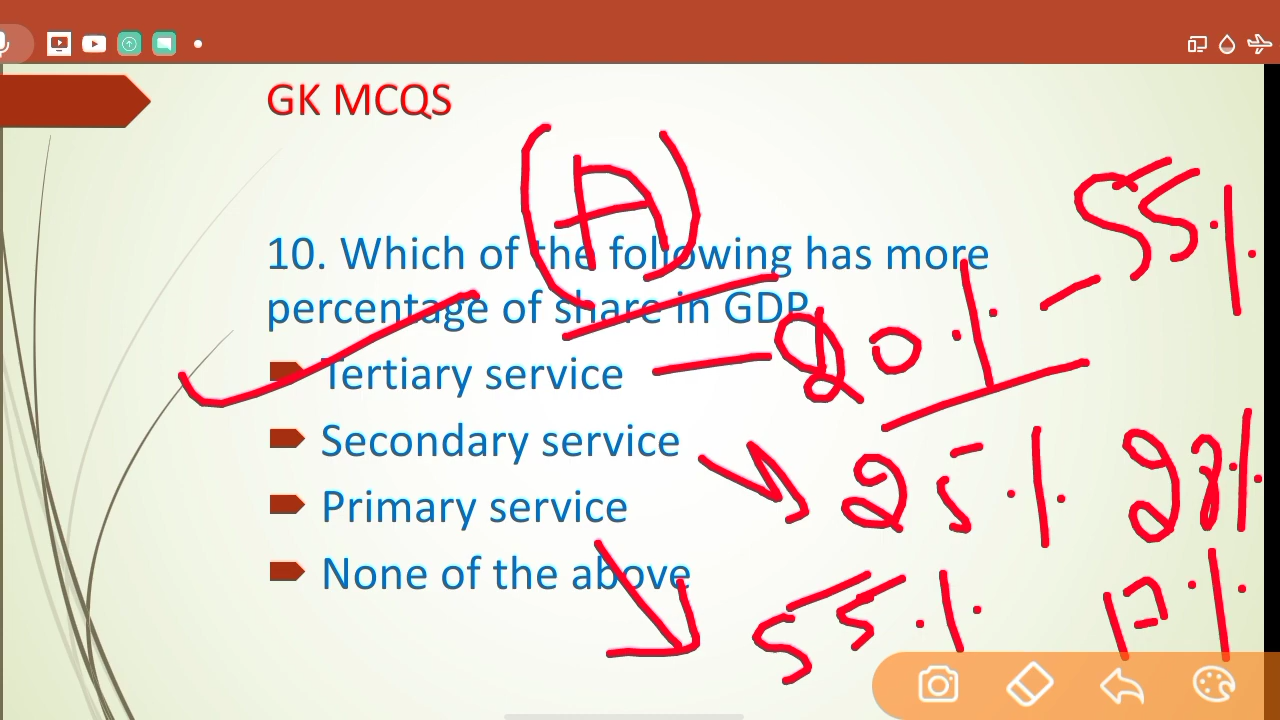 GK MCQS
(A)
10. Which of the following has more
percentage of share in GDP
Tertiary service – 20% – 55%
Secondary service 25% 28%
Primary service
None of the above 55% 17%